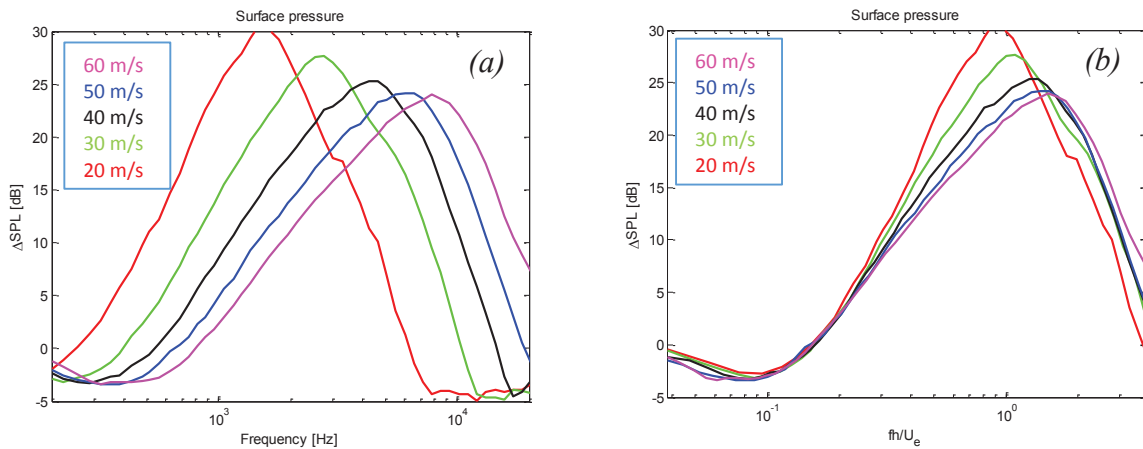 Surface pressure
(a)
60 m/s
50 m/s
40 m/s
30 m/s
20 m/s
30
25
20
15
10
5
0
-5
ΔSPL [dB]
10³
10⁴
Frequency [Hz]
Surface pressure
(b)
60 m/s
50 m/s
40 m/s
30 m/s
20 m/s
30
25
20
15
10
5
0
-5
ΔSPL [dB]
10⁻¹
10⁰
fh/Uₑ